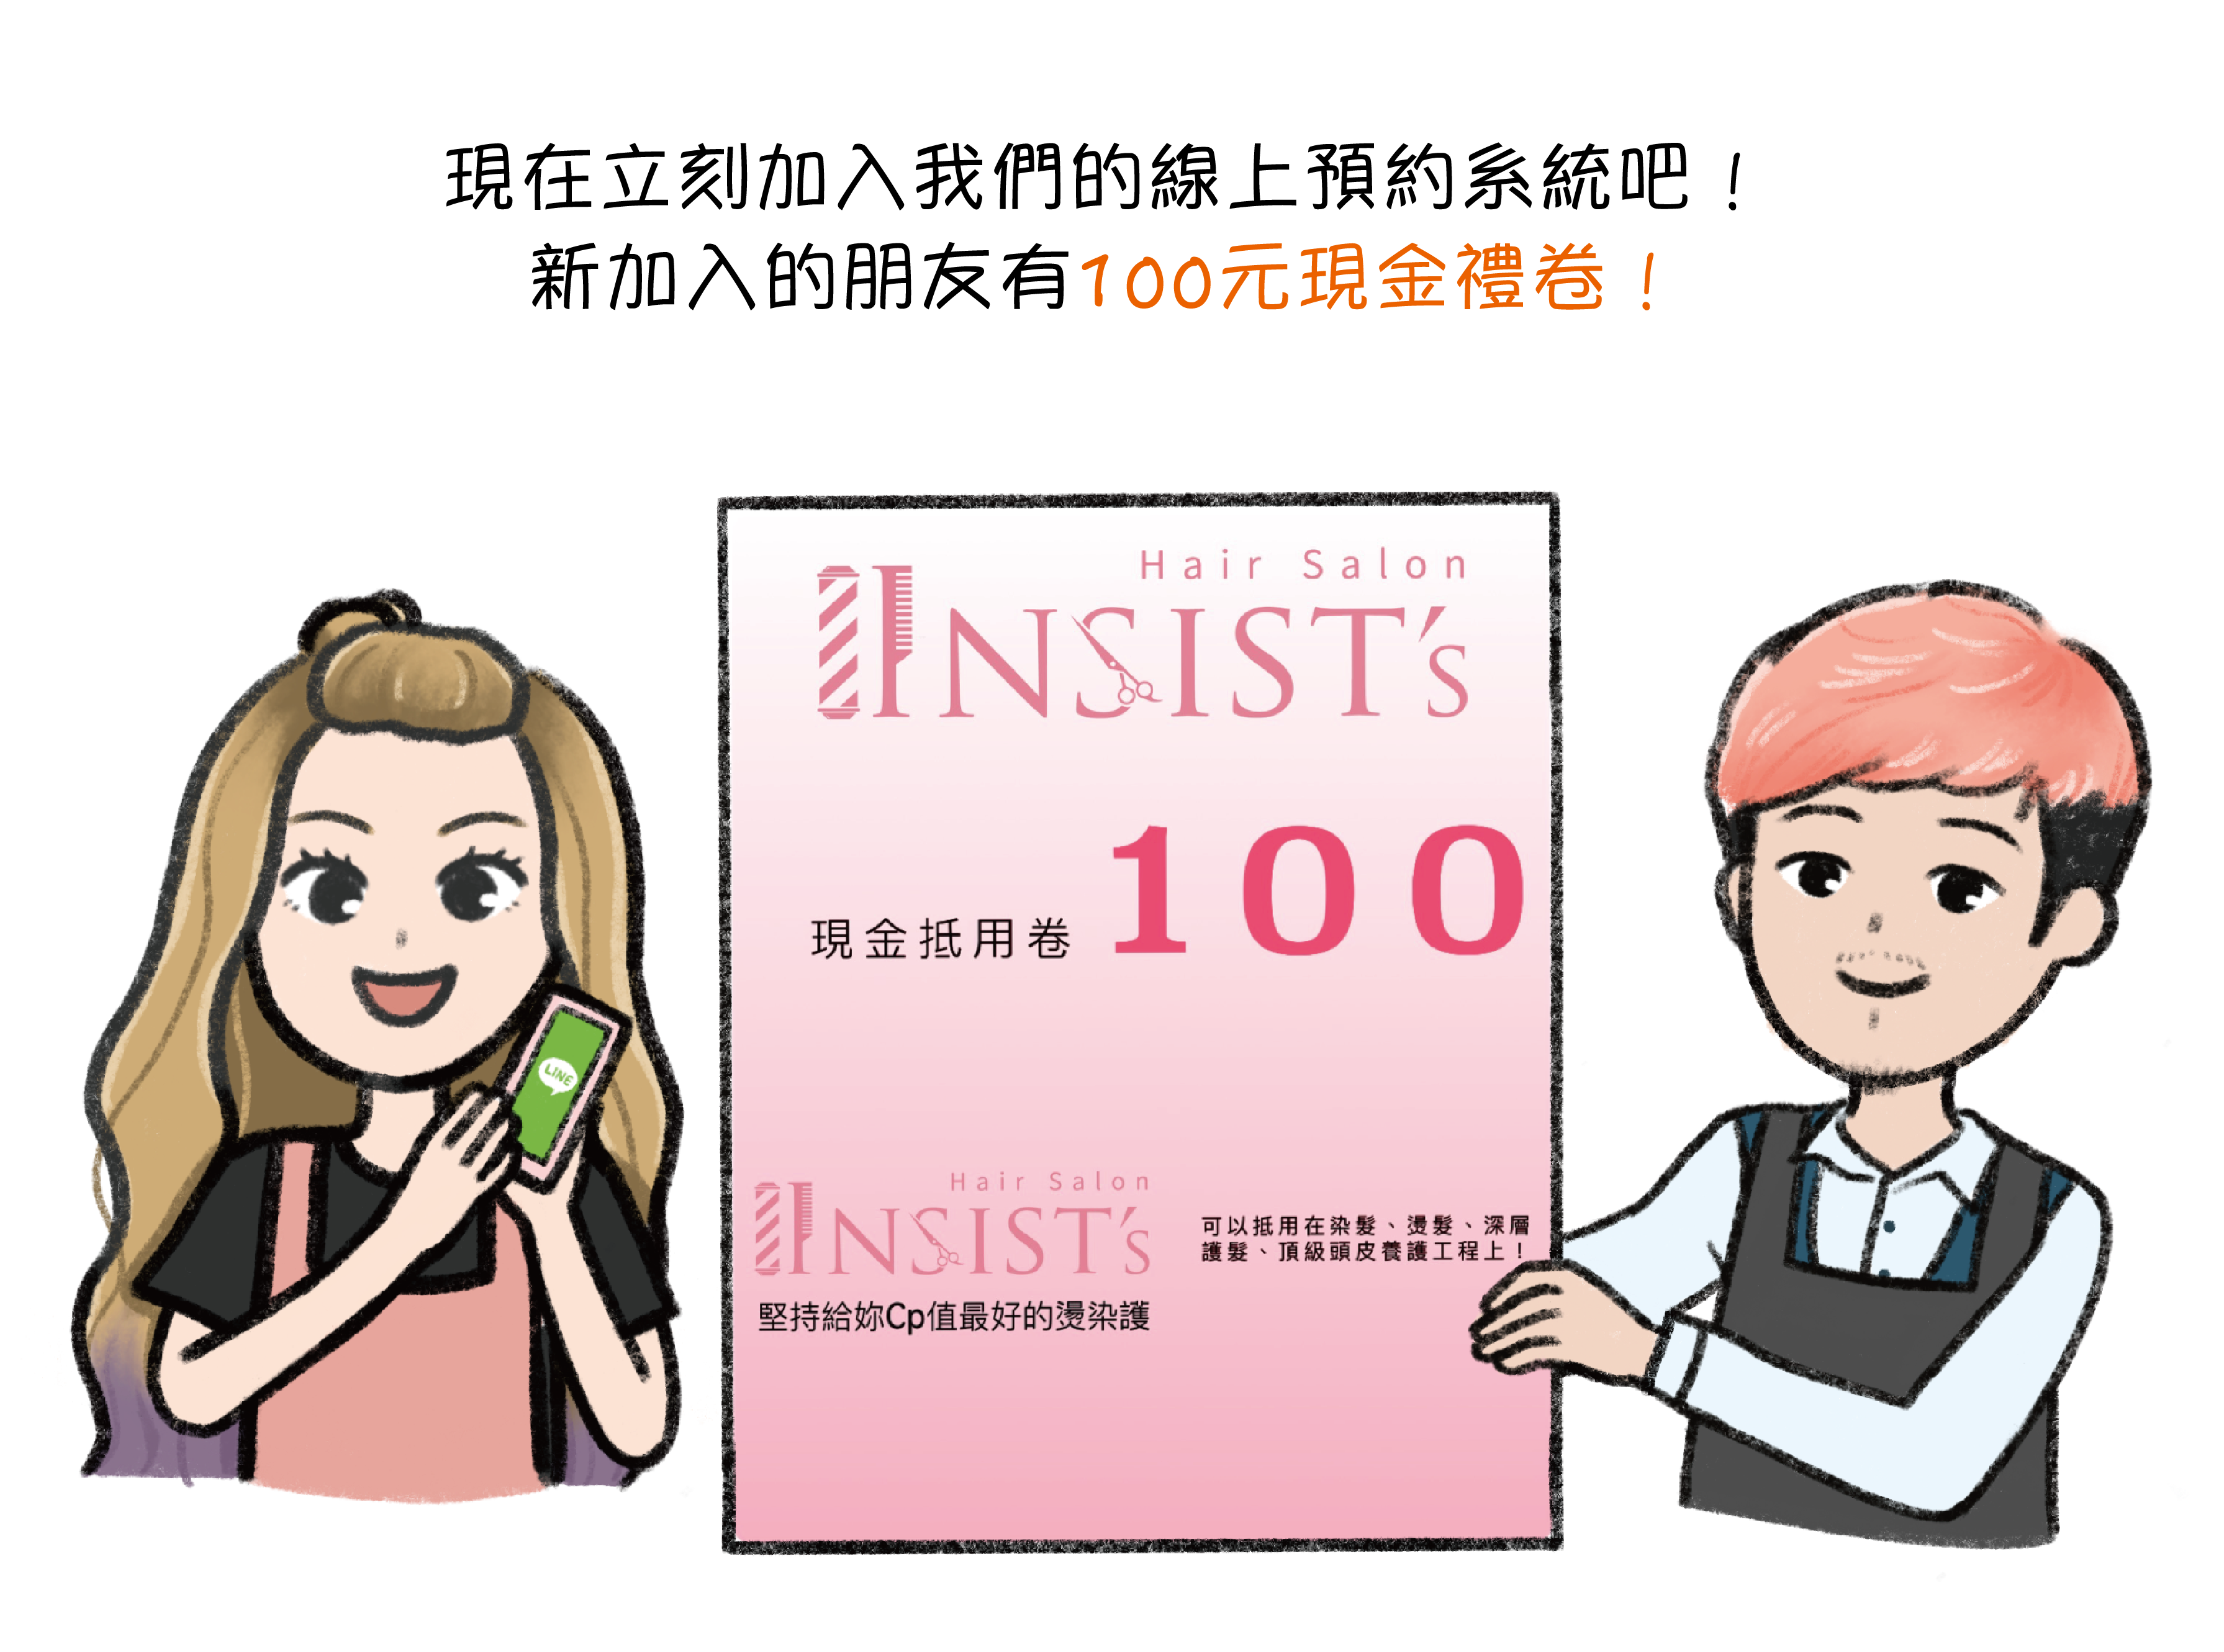 現在立刻加入我們的線上預約系統吧！
新加入的朋友有100元現金禮卷！
Hair Salon
INSIST's
現金抵用卷 100
LINE
Hair Salon
INSIST's
堅持給妳Cp值最好的燙染護
可以抵用在染髮、燙髮、深層
護髮、頂級頭皮養護工程上！